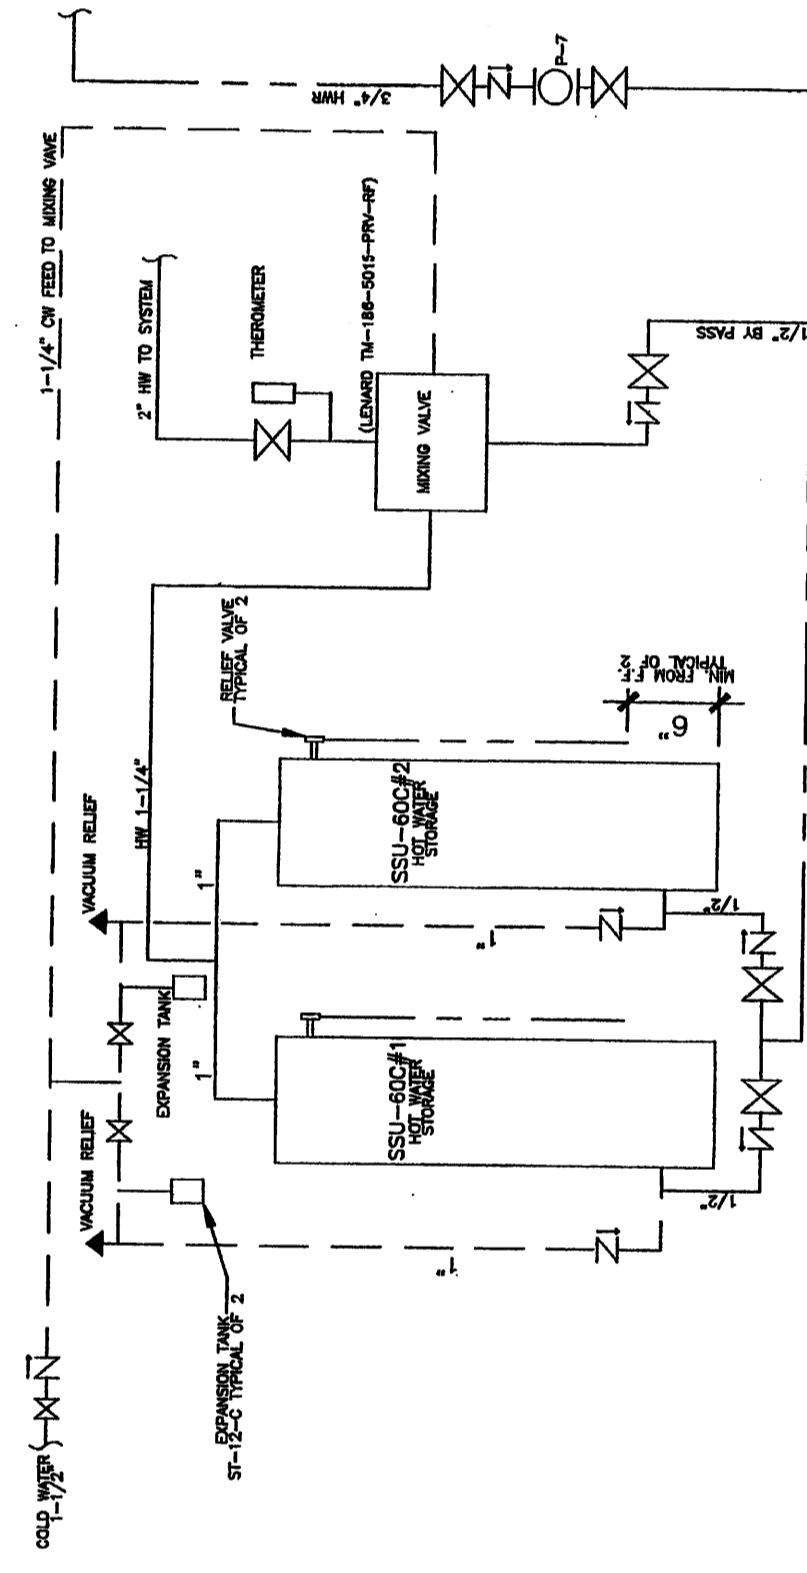 COLD WATER
1-1/2"
1-1/4" CW FEED TO MIXING VAVE
VACUUM RELIEF
VACUUM RELIEF
EXPANSION TANK
ST-12-C TYPICAL OF 2
EXPANSION TANK
HW 1-1/4"
1"
1"
1"
1"
SSU-60C#1
HOT WATER
STORAGE
SSU-60C#2
HOT WATER
STORAGE
RELIEF VALVE
TYPICAL OF 2
6"
MIN. FROM F.F.
TYPICAL OF 2
1/2"
1/2"
2" HW TO SYSTEM
THEROMETER
(LENARD TM-186-5015-PRV-RF)
MIXING VALVE
1/2" BY PASS
3/4" HWR
P-7